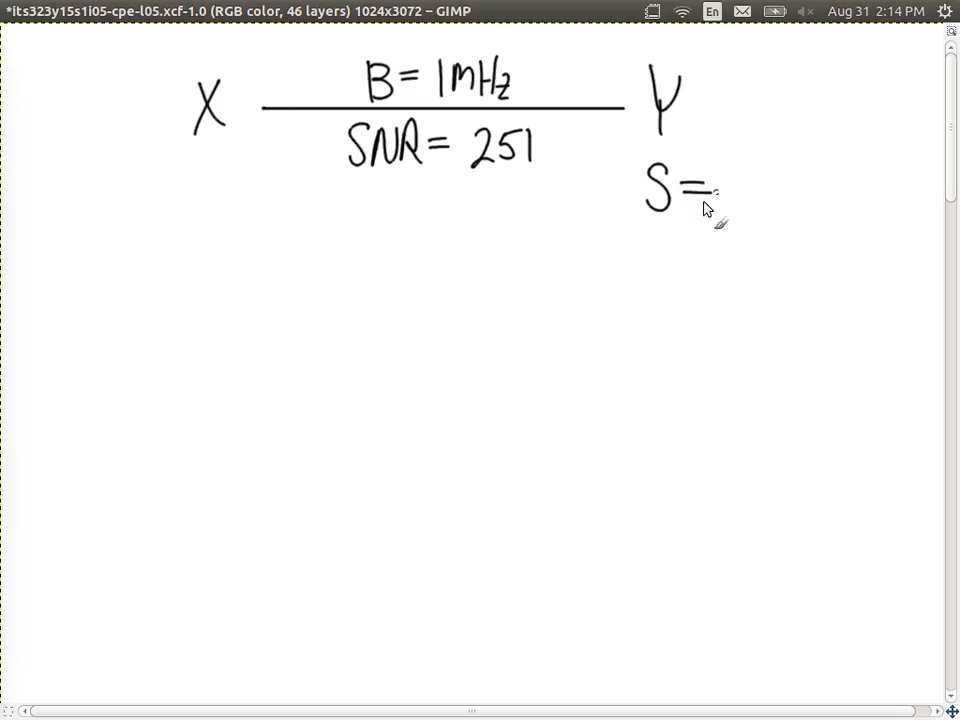 *its323y15s1i05-cpe-l05.xcf-1.0 (RGB color, 46 layers) 1024x3072 – GIMP
En
Aug 31 2:14 PM
X
B = 1MHz
Y
SNR = 251
S =